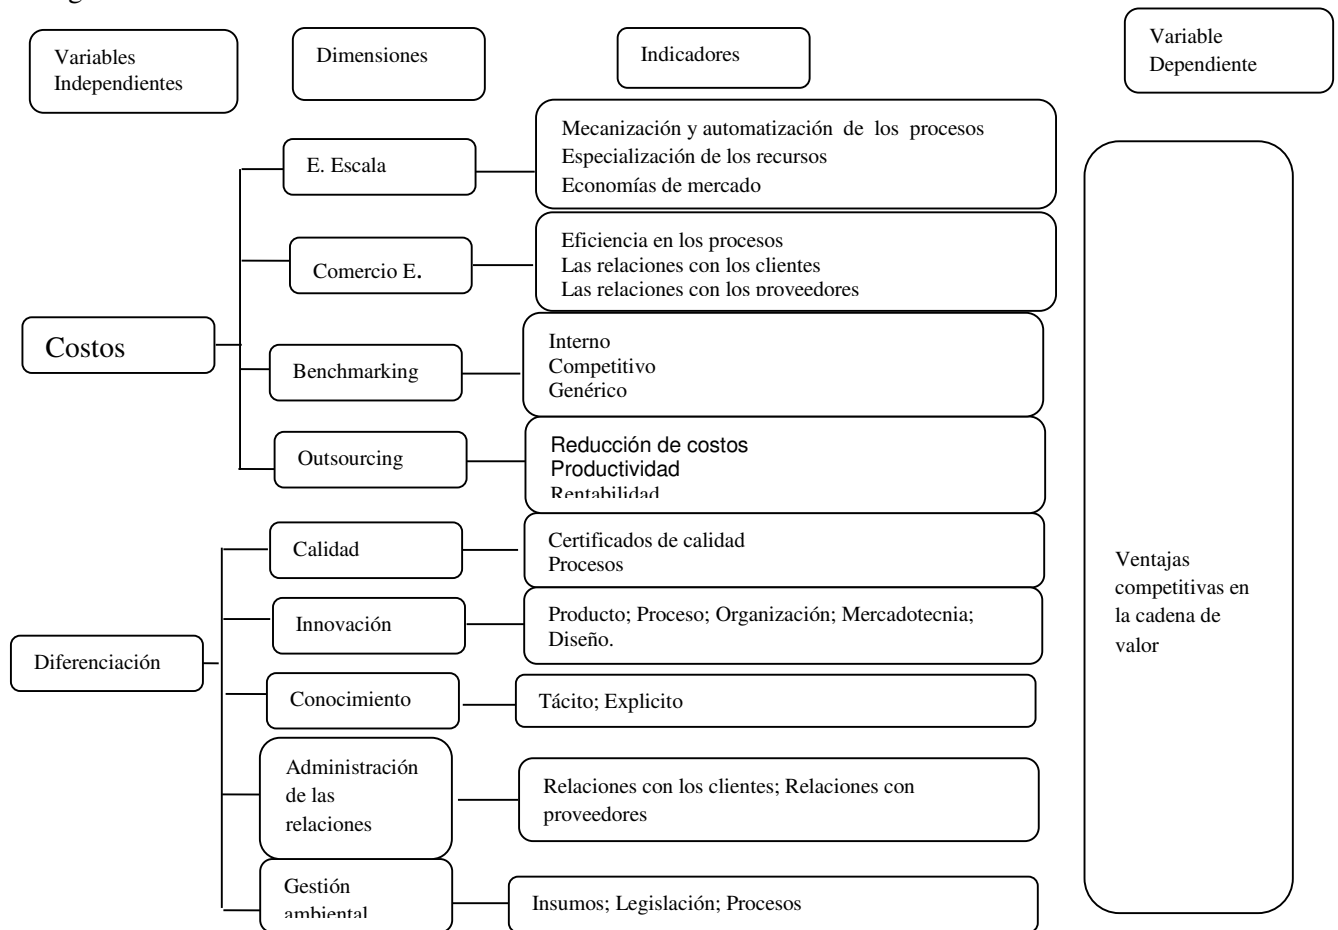 Variables
Independientes
Dimensiones
Indicadores
Variable
Dependiente
Costos
E. Escala
Mecanización y automatización de los procesos
Especialización de los recursos
Economías de mercado
Comercio E.
Eficiencia en los procesos
Las relaciones con los clientes
Las relaciones con los proveedores
Benchmarking
Interno
Competitivo
Genérico
Outsourcing
Reducción de costos
Productividad
Rentabilidad
Diferenciación
Calidad
Certificados de calidad
Procesos
Innovación
Producto; Proceso; Organización; Mercadotecnia;
Diseño.
Conocimiento
Tácito; Explicito
Administración
de las
relaciones
Relaciones con los clientes; Relaciones con
proveedores
Gestión
ambiental
Insumos; Legislación; Procesos
Ventajas
competitivas en
la cadena de
valor